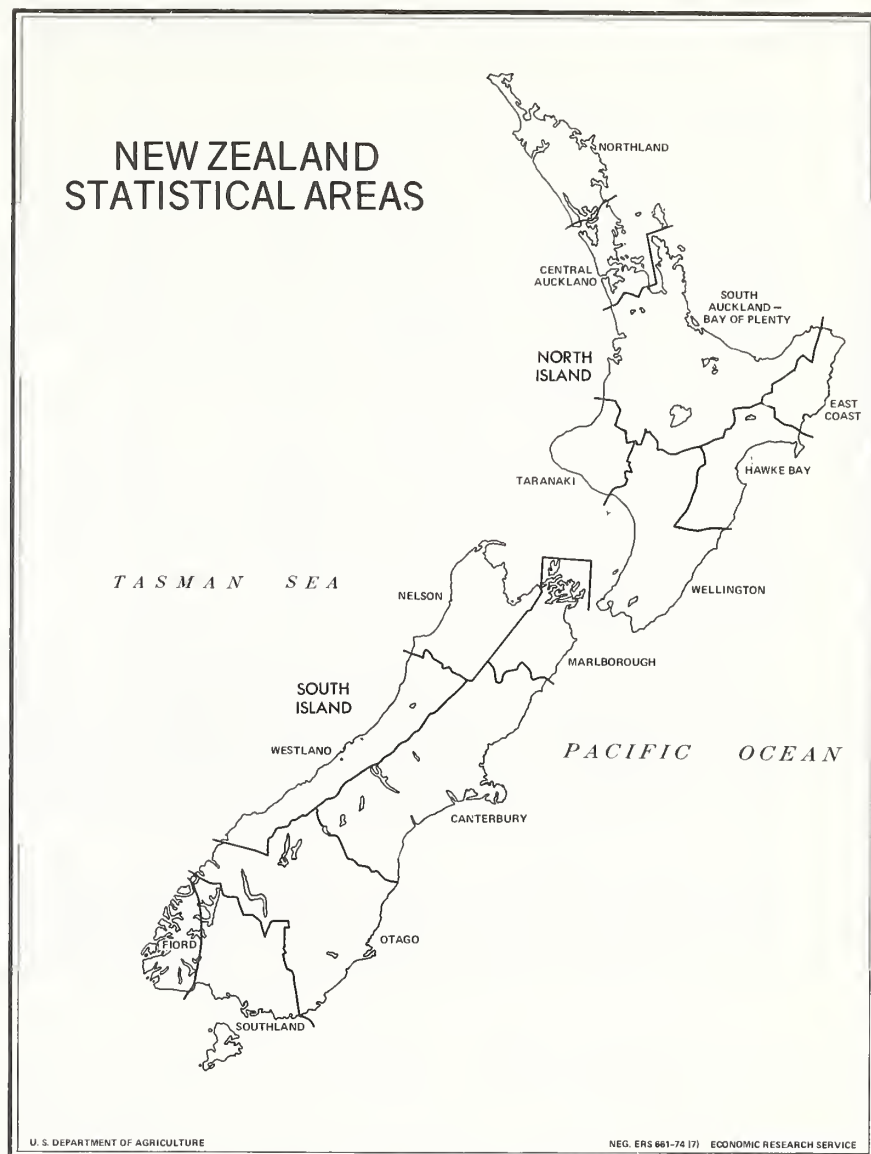 NEW ZEALAND
STATISTICAL AREAS
NORTHLAND
CENTRAL
AUCKLANO
SOUTH
AUCKLAND –
BAY OF PLENTY
NORTH
ISLAND
EAST
COAST
TARANAKI
HAWKE BAY
TASMAN SEA
NELSON
WELLINGTON
MARLBOROUGH
SOUTH
ISLAND
WESTLANO
PACIFIC OCEAN
CANTERBURY
FIORD
OTAGO
SOUTHLAND
U. S. DEPARTMENT OF AGRICULTURE
NEG. ERS 661-74 (7) ECONOMIC RESEARCH SERVICE